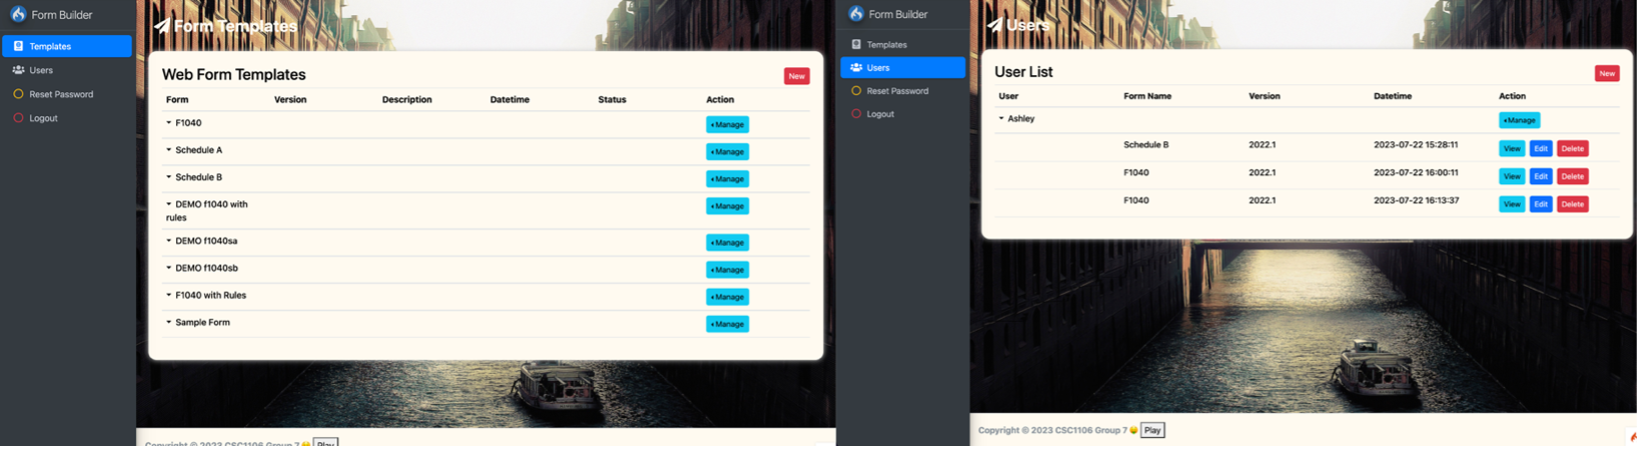 Form Builder
Templates
Users
Reset Password
Logout
Form Templates
Web Form Templates
New
Form Version Description Datetime Status Action
F1040 Manage
Schedule A Manage
Schedule B Manage
DEMO f1040 with Manage
rules
DEMO f1040sa Manage
DEMO f1040sb Manage
F1040 with Rules Manage
Sample Form Manage
Copyright © 2023 CSC1106 Group 7 Play
Form Builder
Templates
Users
Reset Password
Logout
Users
User List
New
User Form Name Version Datetime Action
Ashley Manage
Schedule B 2022.1 2023-07-22 15:28:11 View Edit Delete
F1040 2022.1 2023-07-22 16:00:11 View Edit Delete
F1040 2022.1 2023-07-22 16:13:37 View Edit Delete
Copyright © 2023 CSC1106 Group 7 Play